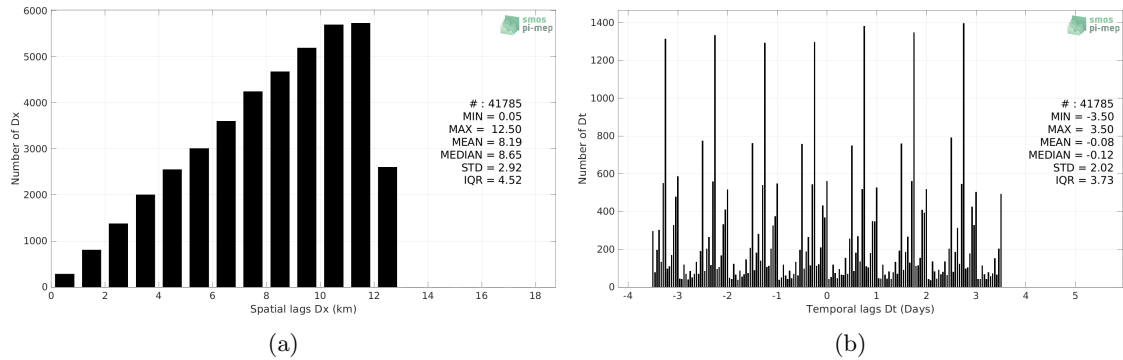 smos
pi-mep
6000
5000
4000
3000
2000
1000
0
Number of Dx
# : 41785
MIN = 0.05
MAX = 12.50
MEAN = 8.19
MEDIAN = 8.65
STD = 2.92
IQR = 4.52
0 2 4 6 8 10 12 14 16 18
Spatial lags Dx (km)
(a)
smos
pi-mep
1400
1200
1000
800
600
400
200
0
Number of Dt
# : 41785
MIN = -3.50
MAX = 3.50
MEAN = -0.08
MEDIAN = -0.12
STD = 2.02
IQR = 3.73
-4 -3 -2 -1 0 1 2 3 4 5
Temporal lags Dt (Days)
(b)